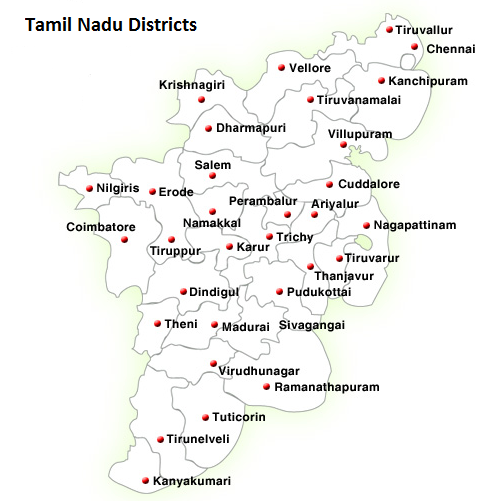 Tamil Nadu Districts
Tiruvallur
Chennai
Vellore
Kanchipuram
Krishnagiri
Tiruvanamalai
Dharmapuri
Villupuram
Salem
Cuddalore
Nilgiris
Erode
Perambalur
Ariyalur
Namakkal
Nagapattinam
Coimbatore
Trichy
Karur
Tiruppur
Tiruvarur
Thanjavur
Dindigul
Pudukottai
Theni
Madurai
Sivagangai
Virudhunagar
Ramanathapuram
Tuticorin
Tirunelveli
Kanyakumari